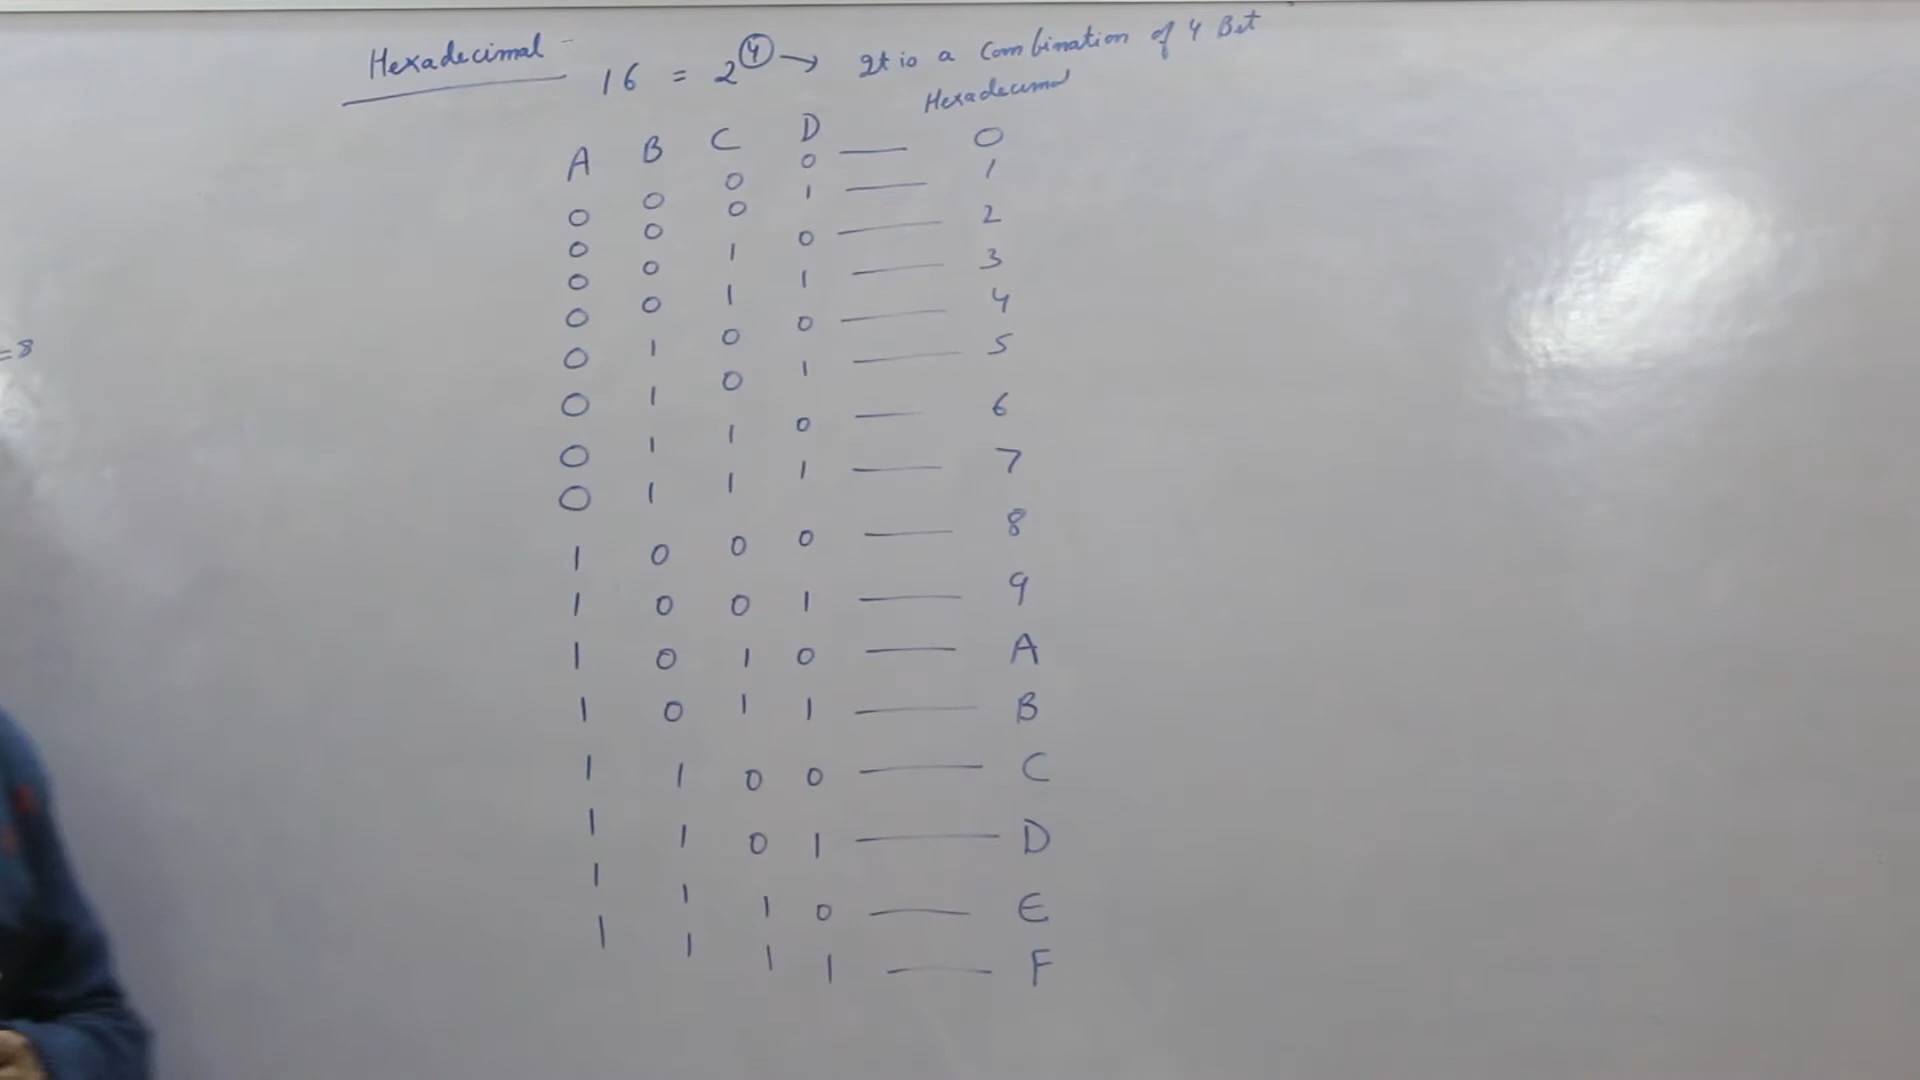 Hexadecimal -
16 = 2④ → It is a Combination of 4 Bit
Hexadecimal
A B C D
0 0 0 0 — 0
0 0 0 1 — 1
0 0 1 0 — 2
0 0 1 1 — 3
0 1 0 0 — 4
0 1 0 1 — 5
=8
0 1 1 0 — 6
0 1 1 1 — 7
1 0 0 0 — 8
1 0 0 1 — 9
1 0 1 0 — A
1 0 1 1 — B
1 1 0 0 — C
1 1 0 1 — D
1 1 1 0 — E
1 1 1 1 — F